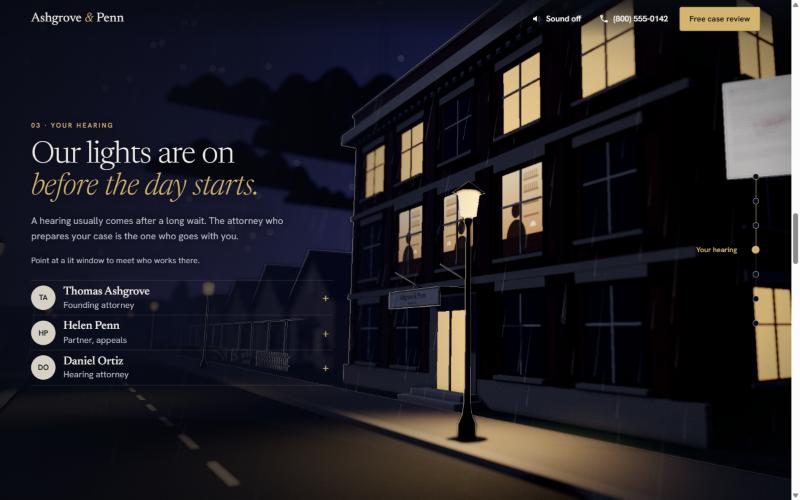 Ashgrove & Penn
Sound off
(800) 555-0142
Free case review
03 · YOUR HEARING
Our lights are on
before the day starts.
A hearing usually comes after a long wait. The attorney who
prepares your case is the one who goes with you.
Point at a lit window to meet who works there.
TA
Thomas Ashgrove
Founding attorney
+
HP
Helen Penn
Partner, appeals
+
DO
Daniel Ortiz
Hearing attorney
+
Your hearing
Ashgrove & Penn